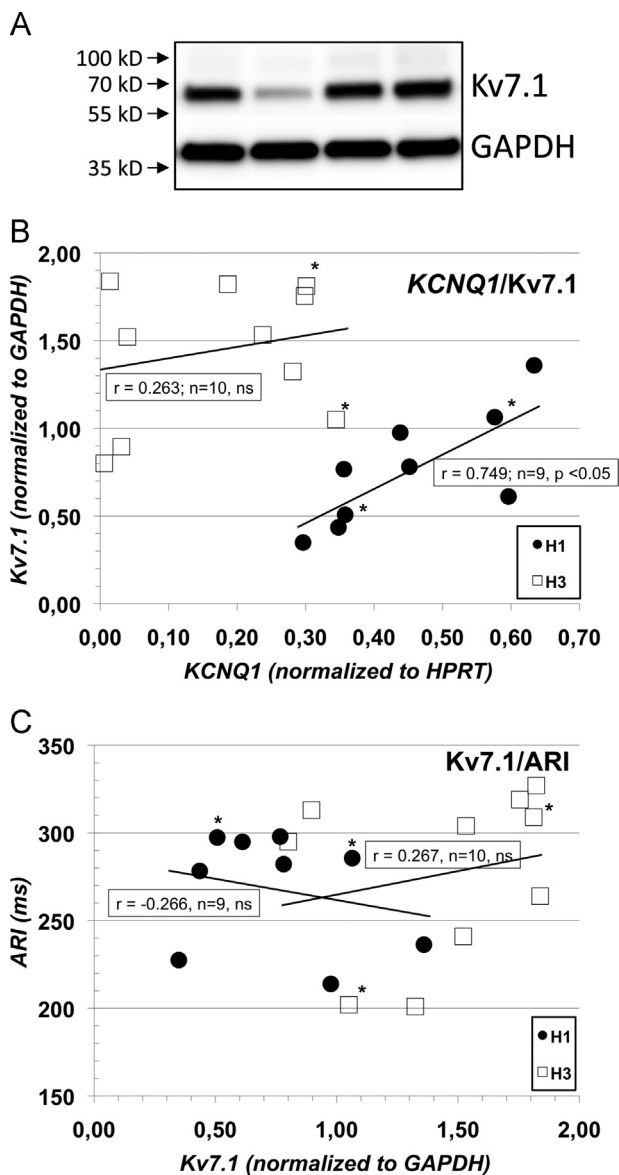 A
100 kD
70 kD
55 kD
35 kD
Kv7.1
GAPDH
B
KCNQ1/Kv7.1
Kv7.1 (normalized to GAPDH)
2,00
1,50
1,00
0,50
0,00
*
*
*
*
r = 0.263; n=10, ns
r = 0.749; n=9, p <0.05
H1
H3
0,00 0,10 0,20 0,30 0,40 0,50 0,60 0,70
KCNQ1 (normalized to HPRT)
C
Kv7.1/ARI
ARI (ms)
350
300
250
200
150
*
*
*
*
r = 0.267, n=10, ns
r = -0.266, n=9, ns
H1
H3
0,00 0,50 1,00 1,50 2,00
Kv7.1 (normalized to GAPDH)